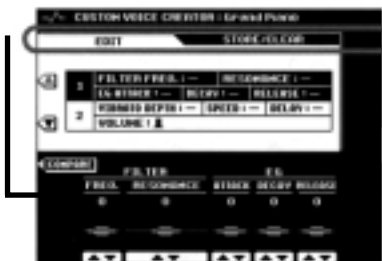 CUSTOM VOICE CREATOR : Grand Piano
EDIT
STORE/CLEAR
1
FILTER FREQ. : — RESONANCE : —
EG ATTACK : — DECAY : — RELEASE : —
2
VIBRATO DEPTH : — SPEED : — DELAY : —
VOLUME :
COMPARE
FILTER EG
FREQ. RESONANCE ATTACK DECAY RELEASE
0 0 0 0 0